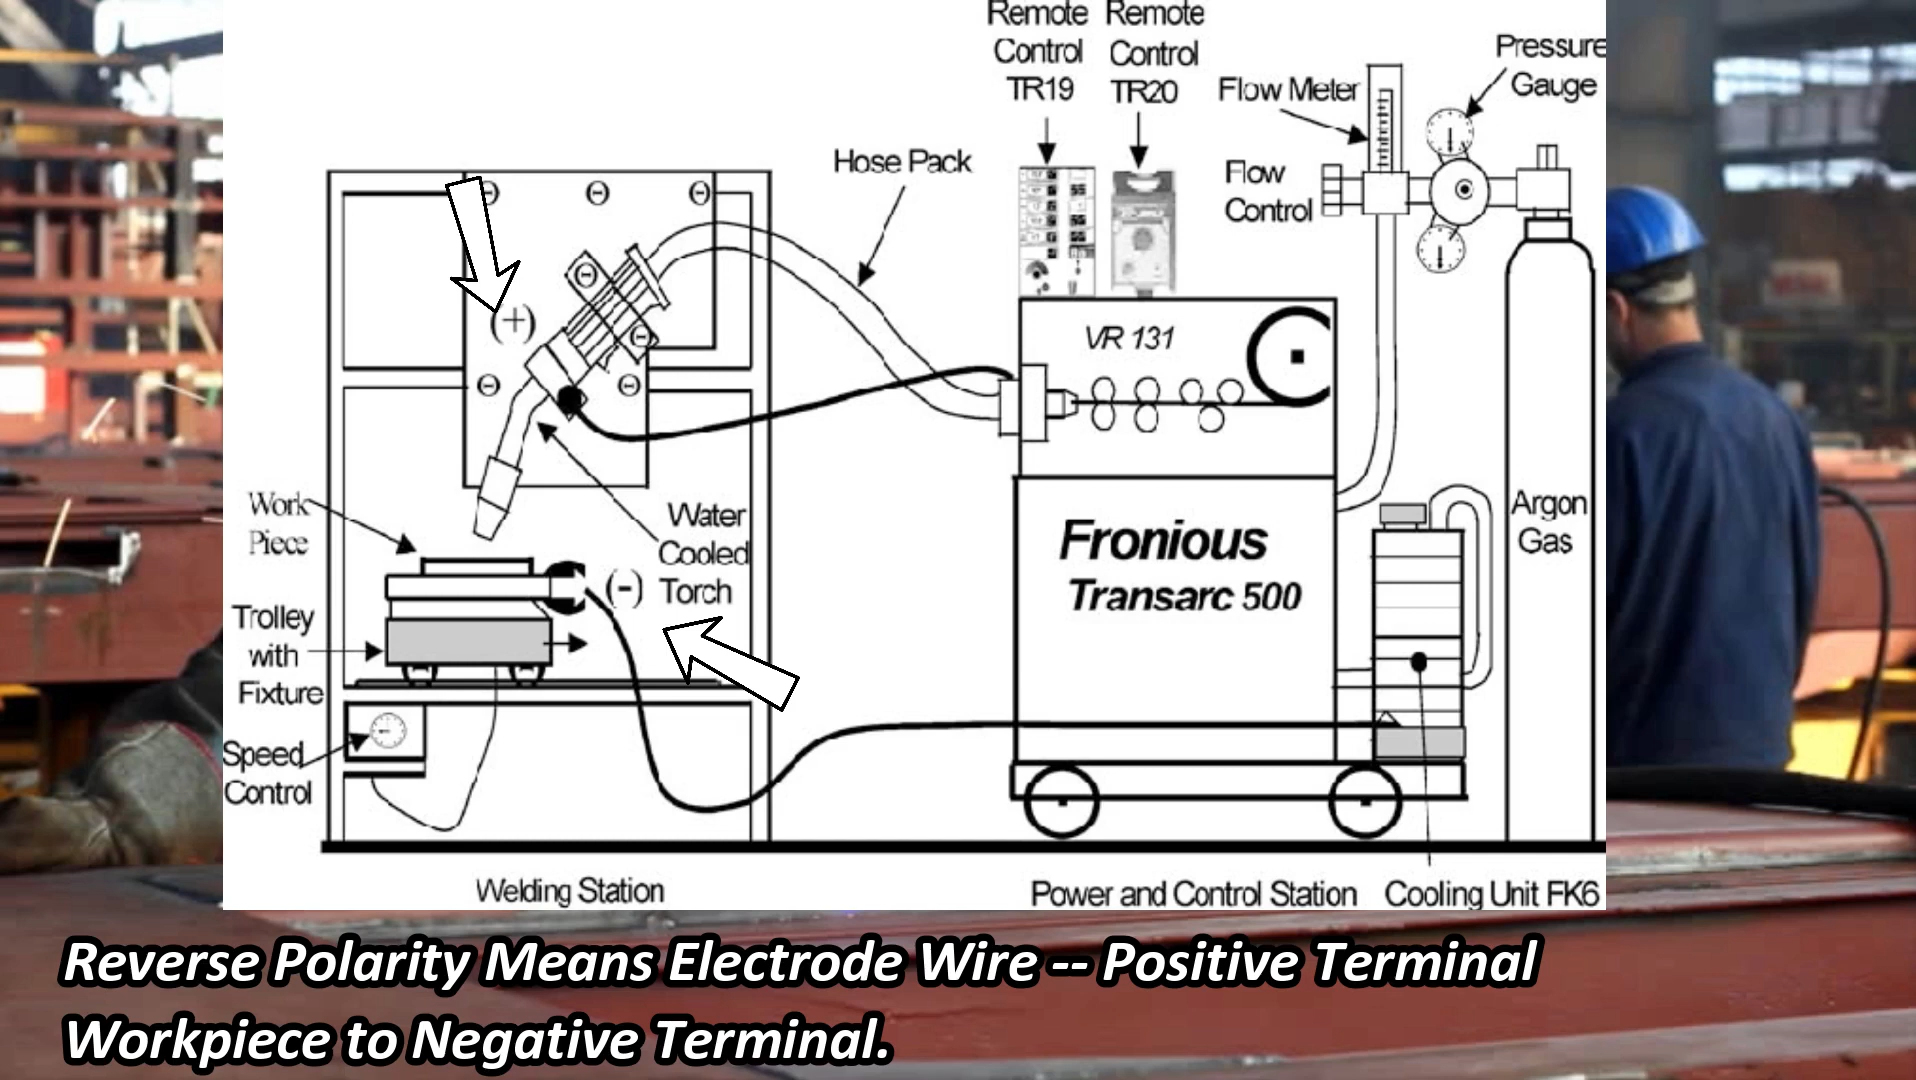 Remote
Control
TR19
Remote
Control
TR20
Pressure
Gauge
Flow Meter
Hose Pack
Flow
Control
(+)
VR 131
Work
Piece
Water
Cooled
Torch
(-)
Fronious
Transarc 500
Argon
Gas
Trolley
with
Fixture
Speed
Control
Welding Station
Power and Control Station
Cooling Unit FK6
Reverse Polarity Means Electrode Wire -- Positive Terminal
Workpiece to Negative Terminal.